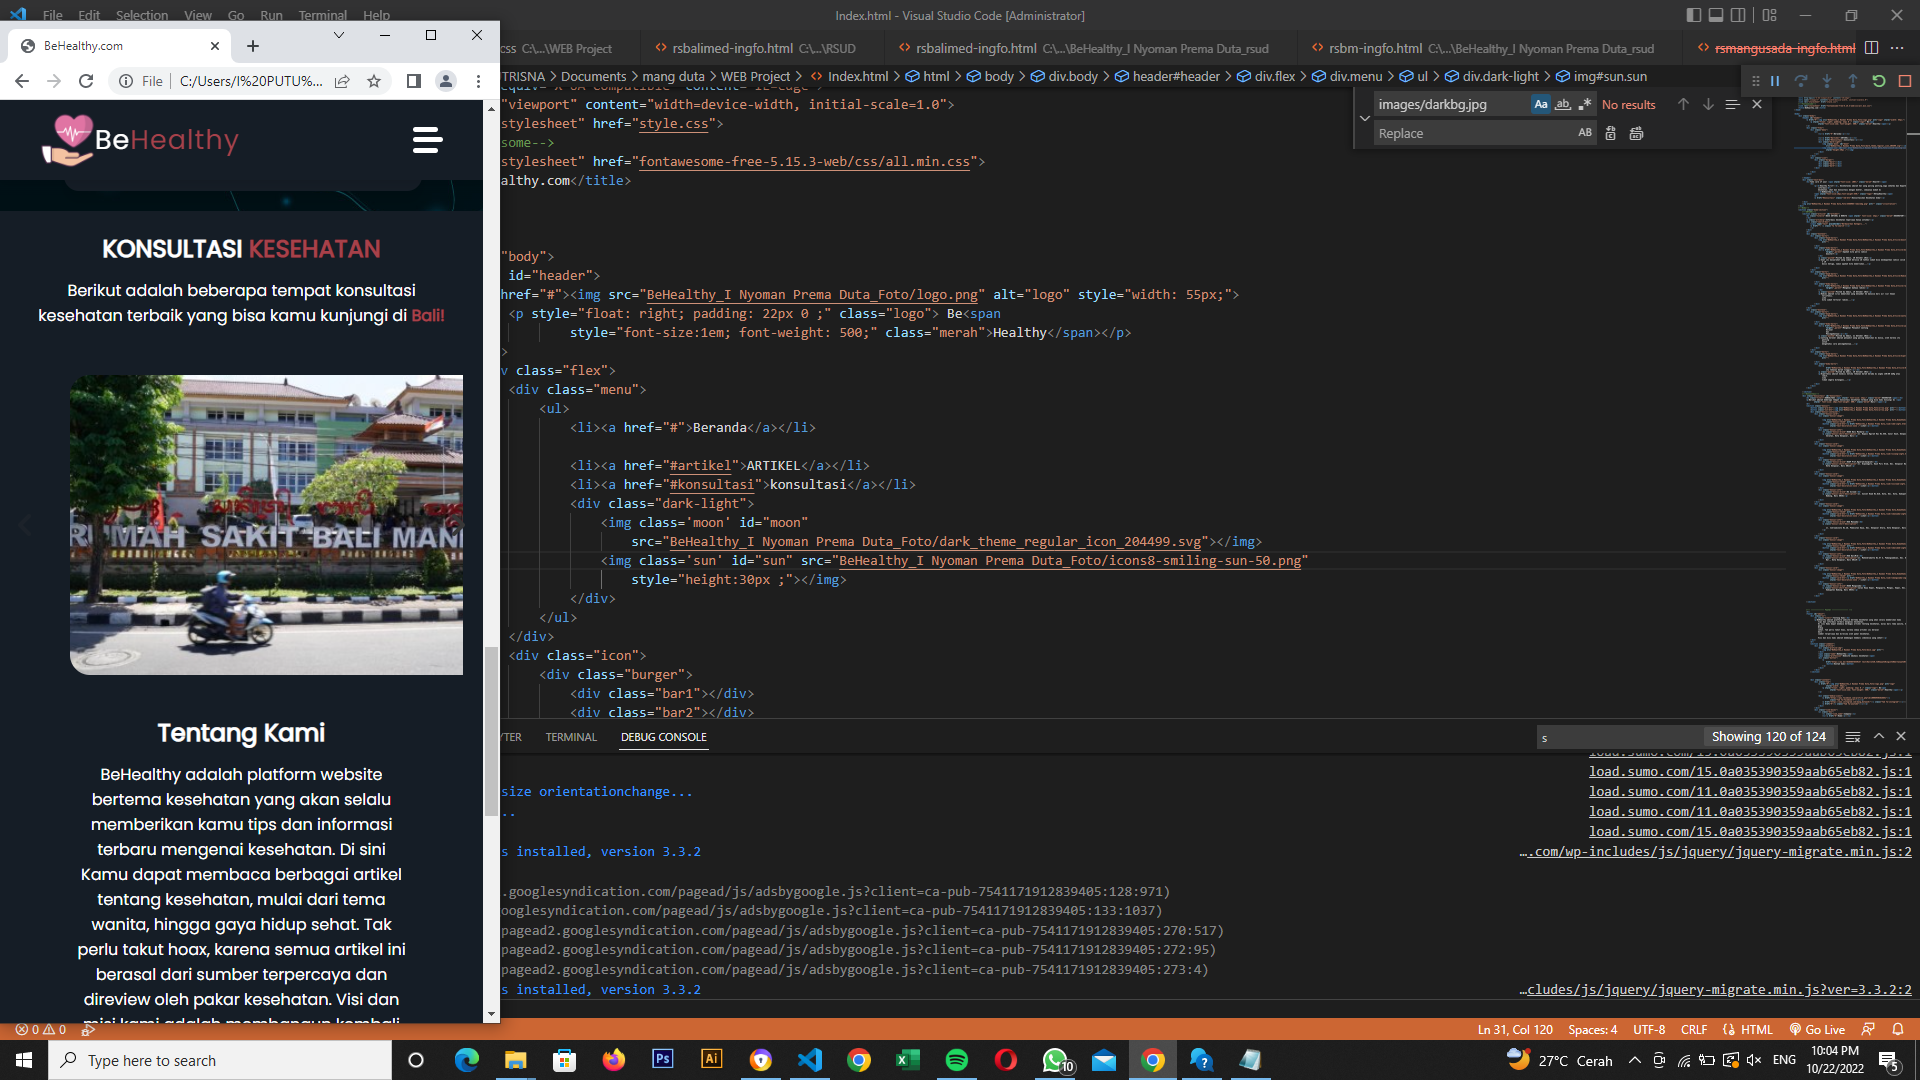 File Edit Selection View Go Run Terminal Help
Index.html - Visual Studio Code [Administrator]
BeHealthy.com
css C:\...\WEB Project
rsbalimed-ingfo.html C:\...\RSUD
rsbalimed-ingfo.html C:\...\BeHealthy_I Nyoman Prema Duta_rsud
rsbm-ingfo.html C:\...\BeHealthy_I Nyoman Prema Duta_rsud
rsmangusada-ingfo.html
File C:/Users/I%20PUTU%...
UTRISNA > Documents > mang duta > WEB Project > Index.html > html > body > div.body > header#header > div.flex > div.menu > ul > div.dark-light > img#sun.sun
images/darkbg.jpg
Aa ab .*
No results
Replace
AB
"viewport" content="width=device-width, initial-scale=1.0">
stylesheet" href="style.css">
some-->
stylesheet" href="fontawesome-free-5.15.3-web/css/all.min.css">
althy.com</title>
"body">
id="header">
href="#"><img src="BeHealthy_I Nyoman Prema Duta_Foto/logo.png" alt="logo" style="width: 55px;">
<p style="float: right; padding: 22px 0 ;" class="logo"> Be<span
style="font-size:1em; font-weight: 500;" class="merah">Healthy</span></p>
>
v class="flex">
<div class="menu">
<ul>
<li><a href="#">Beranda</a></li>
<li><a href="#artikel">ARTIKEL</a></li>
<li><a href="#konsultasi">konsultasi</a></li>
<div class="dark-light">
<img class='moon' id="moon"
src="BeHealthy_I Nyoman Prema Duta_Foto/dark_theme_regular_icon_204499.svg"></img>
<img class='sun' id="sun" src="BeHealthy_I Nyoman Prema Duta_Foto/icons8-smiling-sun-50.png"
style="height:30px ;"></img>
</div>
</ul>
</div>
<div class="icon">
<div class="burger">
<div class="bar1"></div>
<div class="bar2"></div>
BeHealthy
KONSULTASI KESEHATAN
Berikut adalah beberapa tempat konsultasi
kesehatan terbaik yang bisa kamu kunjungi di Bali!
RUMAH SAKIT BALI MAN
Tentang Kami
BeHealthy adalah platform website
bertema kesehatan yang akan selalu
memberikan kamu tips dan informasi
terbaru mengenai kesehatan. Di sini
Kamu dapat membaca berbagai artikel
tentang kesehatan, mulai dari tema
wanita, hingga gaya hidup sehat. Tak
perlu takut hoax, karena semua artikel ini
berasal dari sumber terpercaya dan
direview oleh pakar kesehatan. Visi dan
misi kami adalah membangun kembali
YTER TERMINAL DEBUG CONSOLE
s
Showing 120 of 124
load.sumo.com/15.0a035390359aab65eb82.js:1
load.sumo.com/15.0a035390359aab65eb82.js:1
size orientationchange... load.sumo.com/11.0a035390359aab65eb82.js:1
.. load.sumo.com/11.0a035390359aab65eb82.js:1
load.sumo.com/15.0a035390359aab65eb82.js:1
s installed, version 3.3.2 ….com/wp-includes/js/jquery/jquery-migrate.min.js:2
.googlesyndication.com/pagead/js/adsbygoogle.js?client=ca-pub-7541171912839405:128:971)
ooglesyndication.com/pagead/js/adsbygoogle.js?client=ca-pub-7541171912839405:133:1037)
pagead2.googlesyndication.com/pagead/js/adsbygoogle.js?client=ca-pub-7541171912839405:270:517)
pagead2.googlesyndication.com/pagead/js/adsbygoogle.js?client=ca-pub-7541171912839405:272:95)
pagead2.googlesyndication.com/pagead/js/adsbygoogle.js?client=ca-pub-7541171912839405:273:4)
s installed, version 3.3.2 …cludes/js/jquery/jquery-migrate.min.js?ver=3.3.2:2
0 0
Ln 31, Col 120 Spaces: 4 UTF-8 CRLF HTML Go Live
Type here to search
Ps
Ai
10
27°C Cerah
ENG
10:04 PM
10/22/2022
5